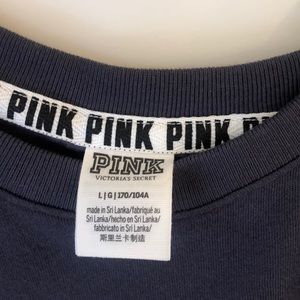 PINK PINK PINK PINK
PINK
VICTORIA'S SECRET
L | G | 170/104A
made in Sri Lanka/fabriqué au
Sri Lanka/hecho en Sri Lanka/
fabbricato in Sri Lanka/
斯里兰卡制造